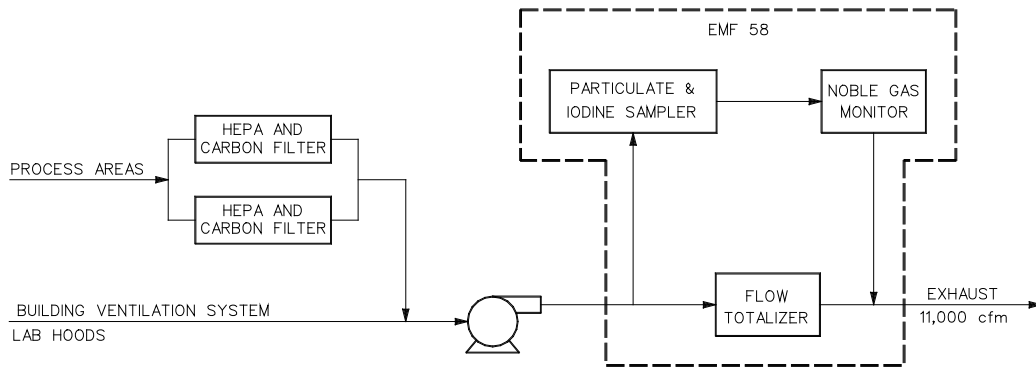 EMF 58
PARTICULATE &
IODINE SAMPLER
NOBLE GAS
MONITOR
HEPA AND
CARBON FILTER
PROCESS AREAS
HEPA AND
CARBON FILTER
BUILDING VENTILATION SYSTEM
LAB HOODS
FLOW
TOTALIZER
EXHAUST
11,000 cfm